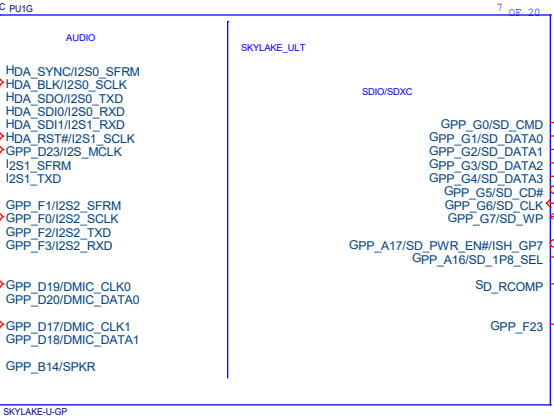 C PU1G
7 OF 20
AUDIO
SKYLAKE_ULT
SDIO/SDXC
HDA_SYNC/I2S0_SFRM
HDA_BLK/I2S0_SCLK
HDA_SDO/I2S0_TXD
HDA_SDI0/I2S0_RXD
HDA_SDI1/I2S1_RXD
HDA_RST#/I2S1_SCLK
GPP_D23/I2S_MCLK
I2S1_SFRM
I2S1_TXD
GPP_F1/I2S2_SFRM
GPP_F0/I2S2_SCLK
GPP_F2/I2S2_TXD
GPP_F3/I2S2_RXD
GPP_D19/DMIC_CLK0
GPP_D20/DMIC_DATA0
GPP_D17/DMIC_CLK1
GPP_D18/DMIC_DATA1
GPP_B14/SPKR
GPP_G0/SD_CMD
GPP_G1/SD_DATA0
GPP_G2/SD_DATA1
GPP_G3/SD_DATA2
GPP_G4/SD_DATA3
GPP_G5/SD_CD#
GPP_G6/SD_CLK
GPP_G7/SD_WP
GPP_A17/SD_PWR_EN#/ISH_GP7
GPP_A16/SD_1P8_SEL
SD_RCOMP
GPP_F23
SKYLAKE-U-GP